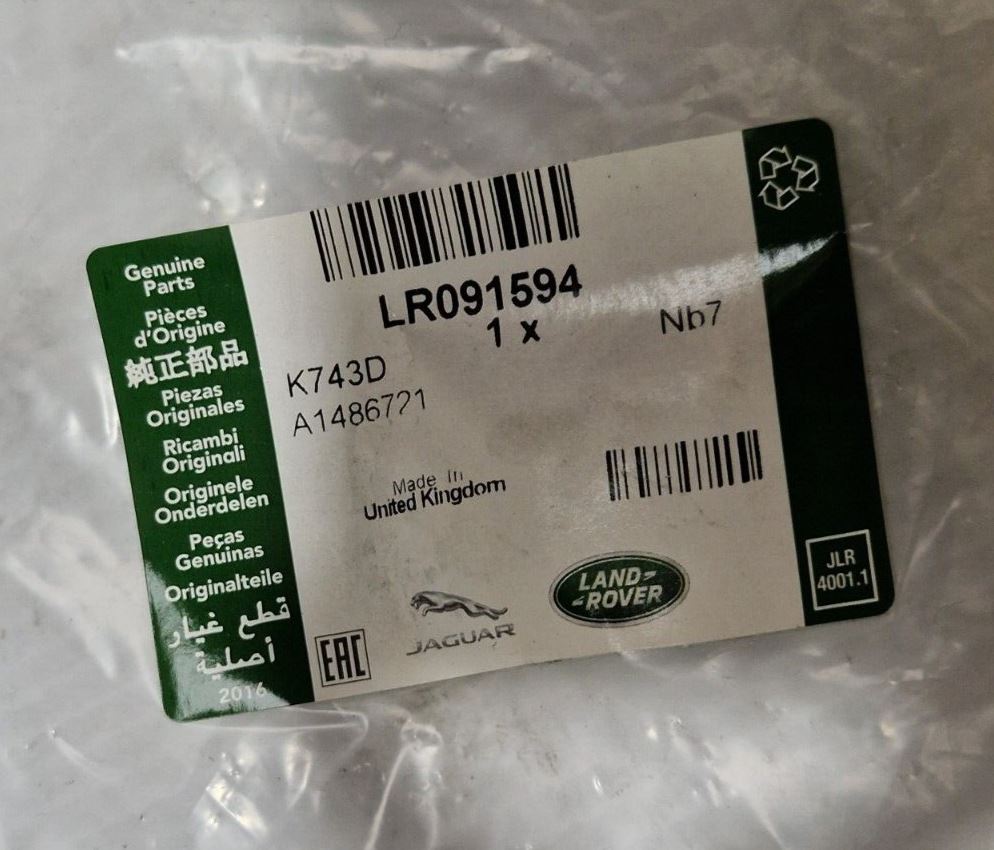 Genuine
Parts
Pièces
d'Origine
純正部品
Piezas
Originales
Ricambi
Originali
Originele
Onderdelen
Peças
Genuinas
Originalteile
قطع غيار
أصلية
2016
LR091594
1 x
Nb7
K743D
A1486721
Made In
United Kingdom
EAC
JAGUAR
LAND-
-ROVER
JLR
4001.1